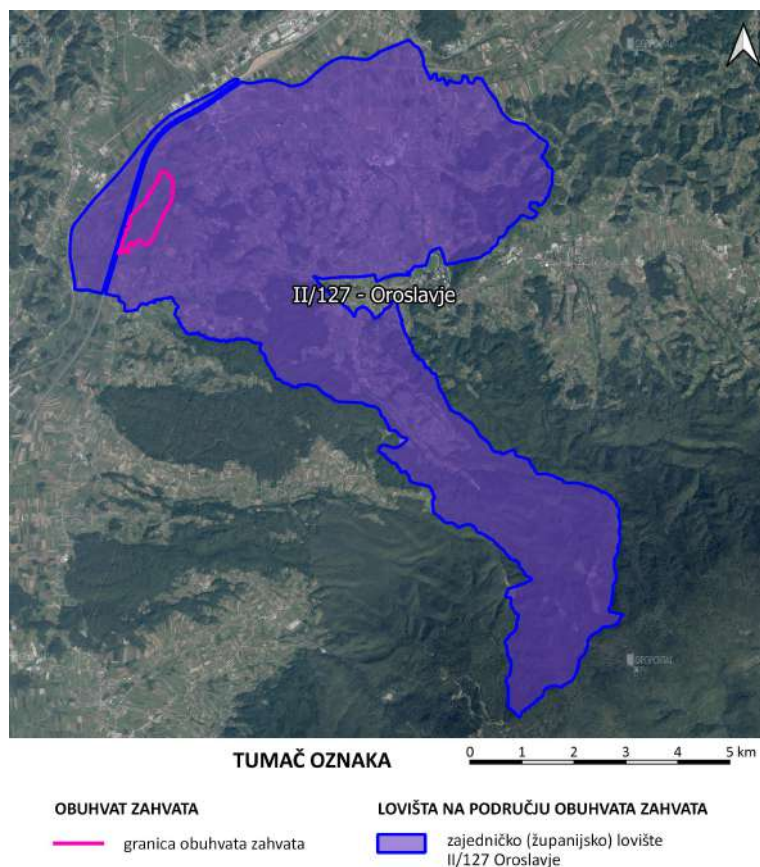 II/127 - Oroslavje
TUMAČ OZNAKA
0 1 2 3 4 5 km
OBUHVAT ZAHVATA
granica obuhvata zahvata
LOVIŠTA NA PODRUČJU OBUHVATA ZAHVATA
zajedničko (županijsko) lovište
II/127 Oroslavje